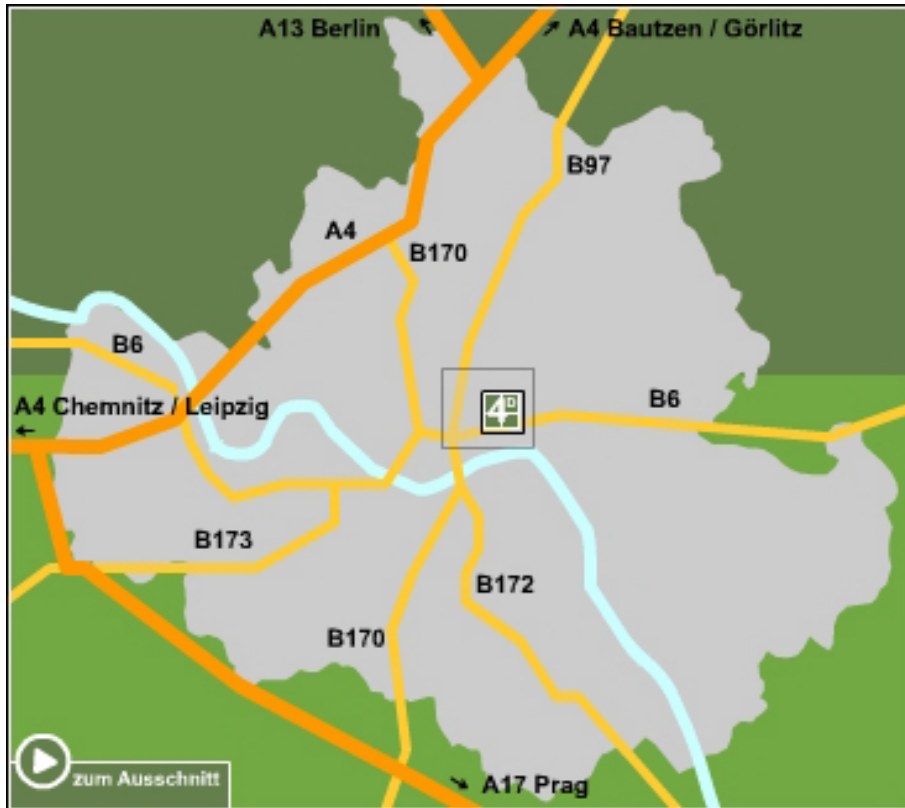 A13 Berlin
A4 Bautzen / Görlitz
B97
A4
B170
B6
A4 Chemnitz / Leipzig
B6
4D
B173
B172
B170
zum Ausschnitt
A17 Prag